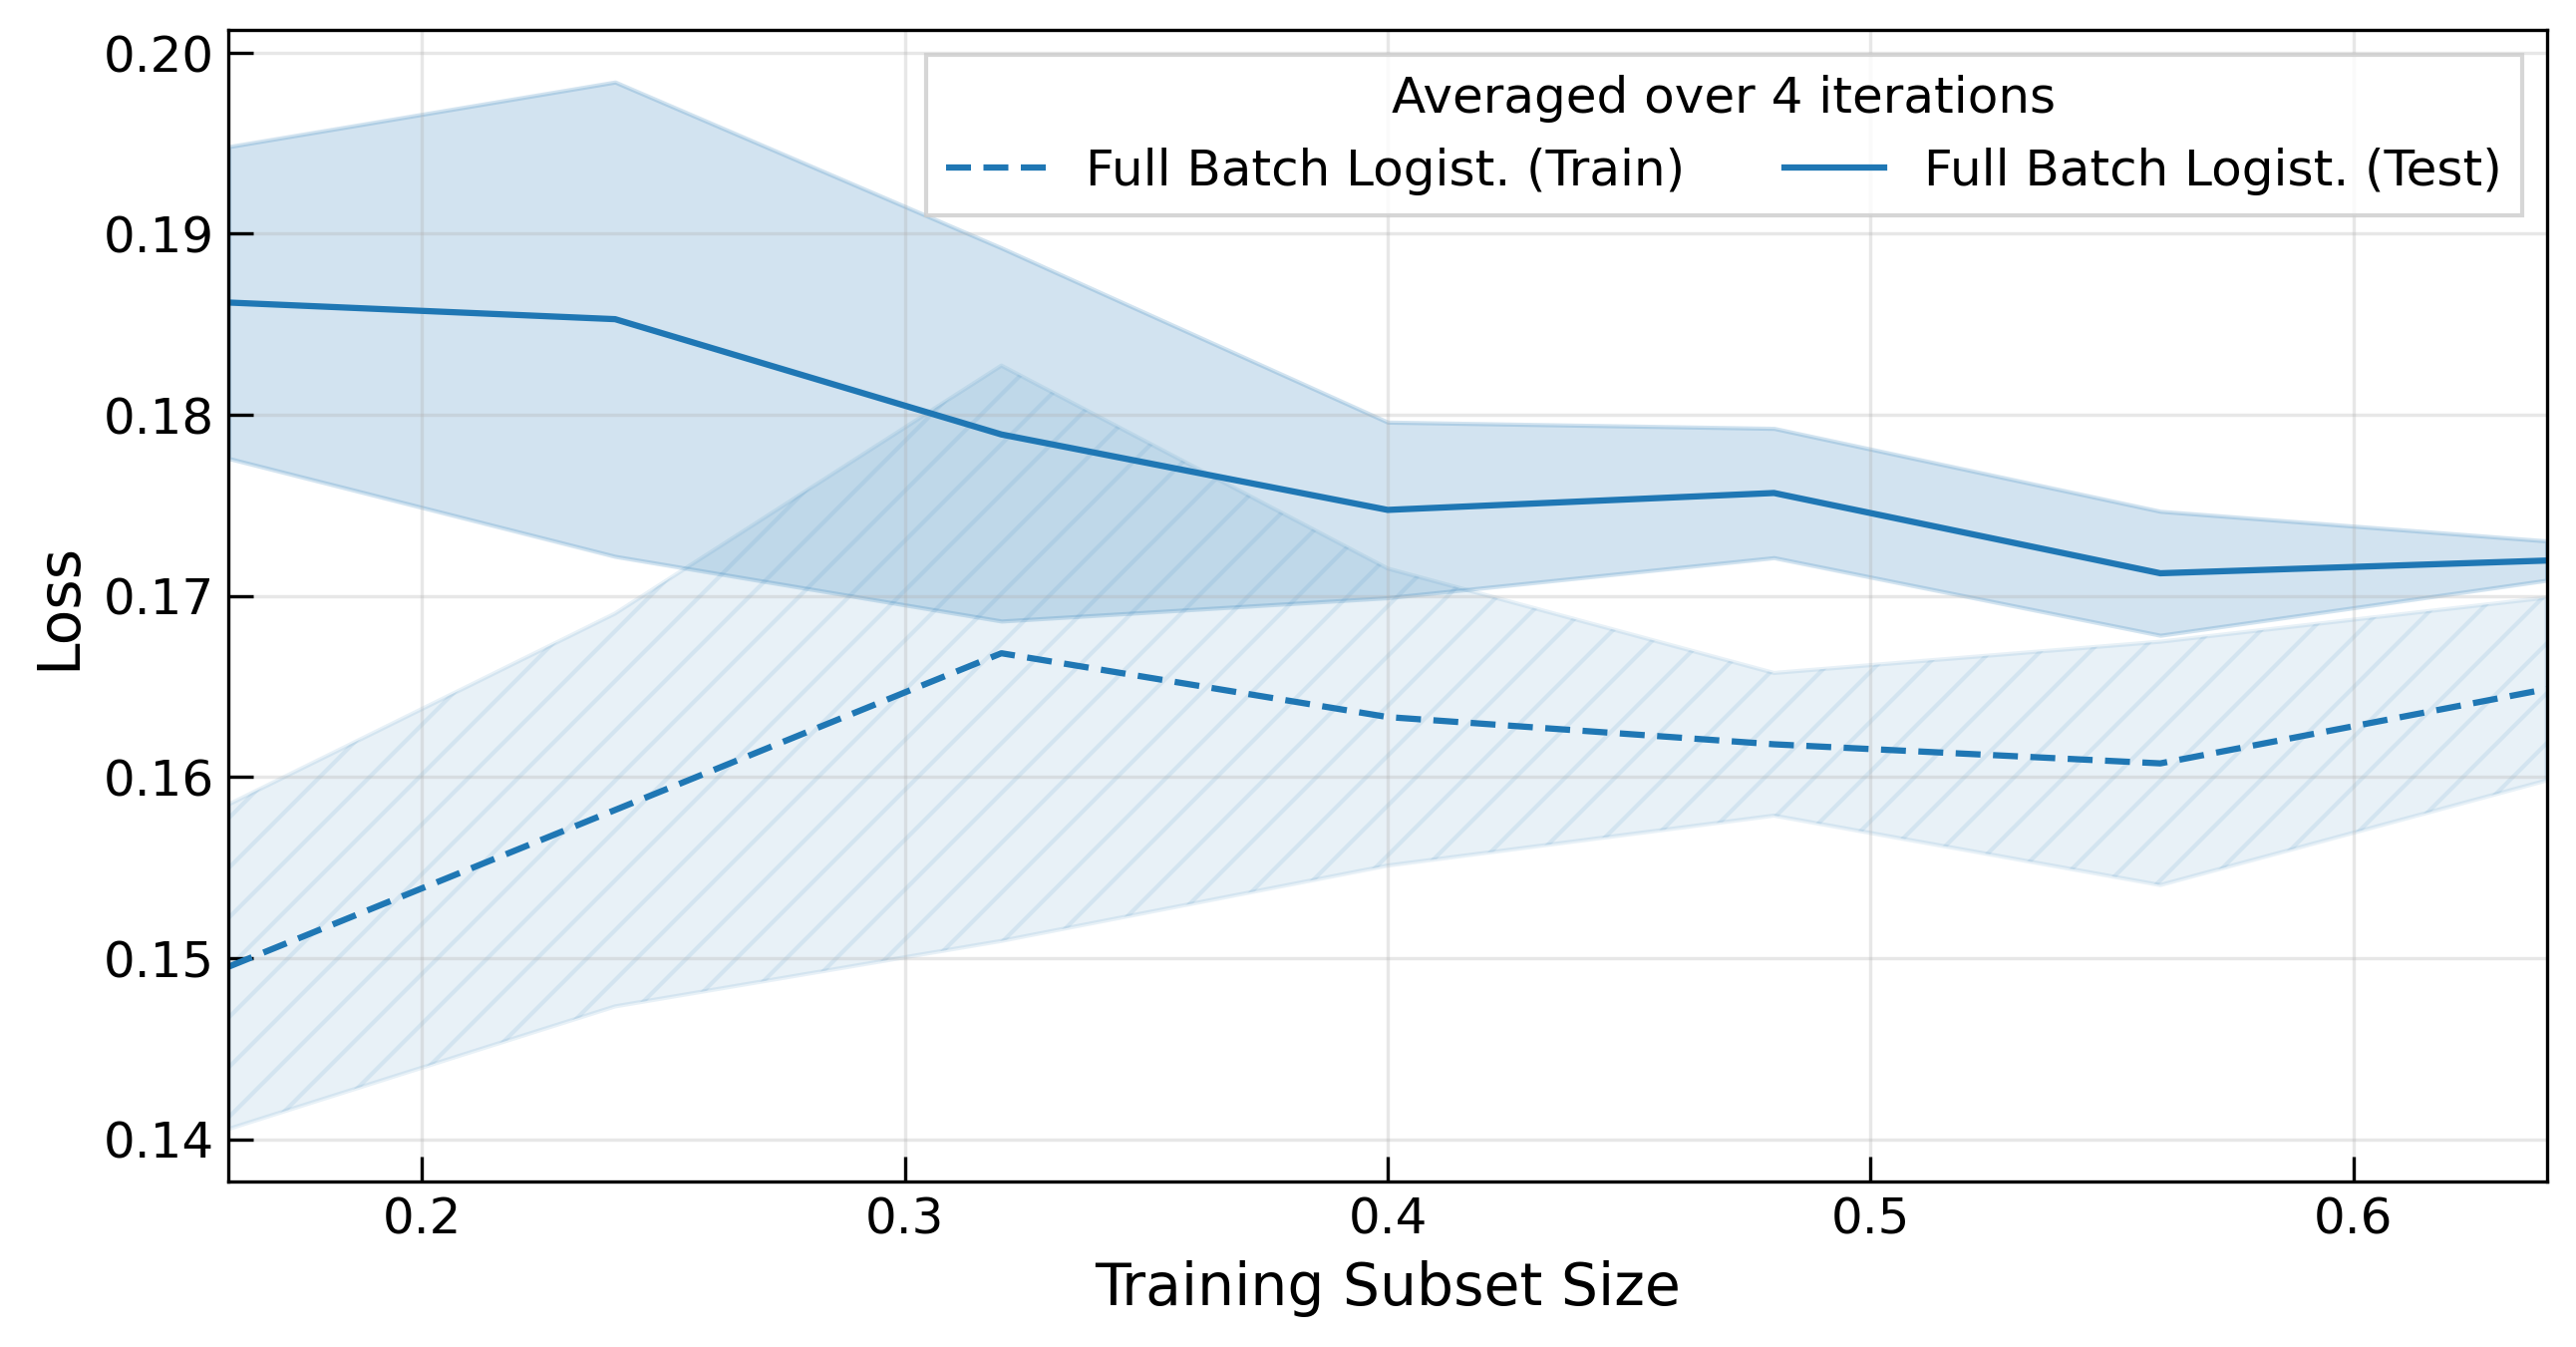 0.20
0.19
0.18
0.17
0.16
0.15
0.14
Loss
Averaged over 4 iterations
Full Batch Logist. (Train) Full Batch Logist. (Test)
0.2 0.3 0.4 0.5 0.6
Training Subset Size